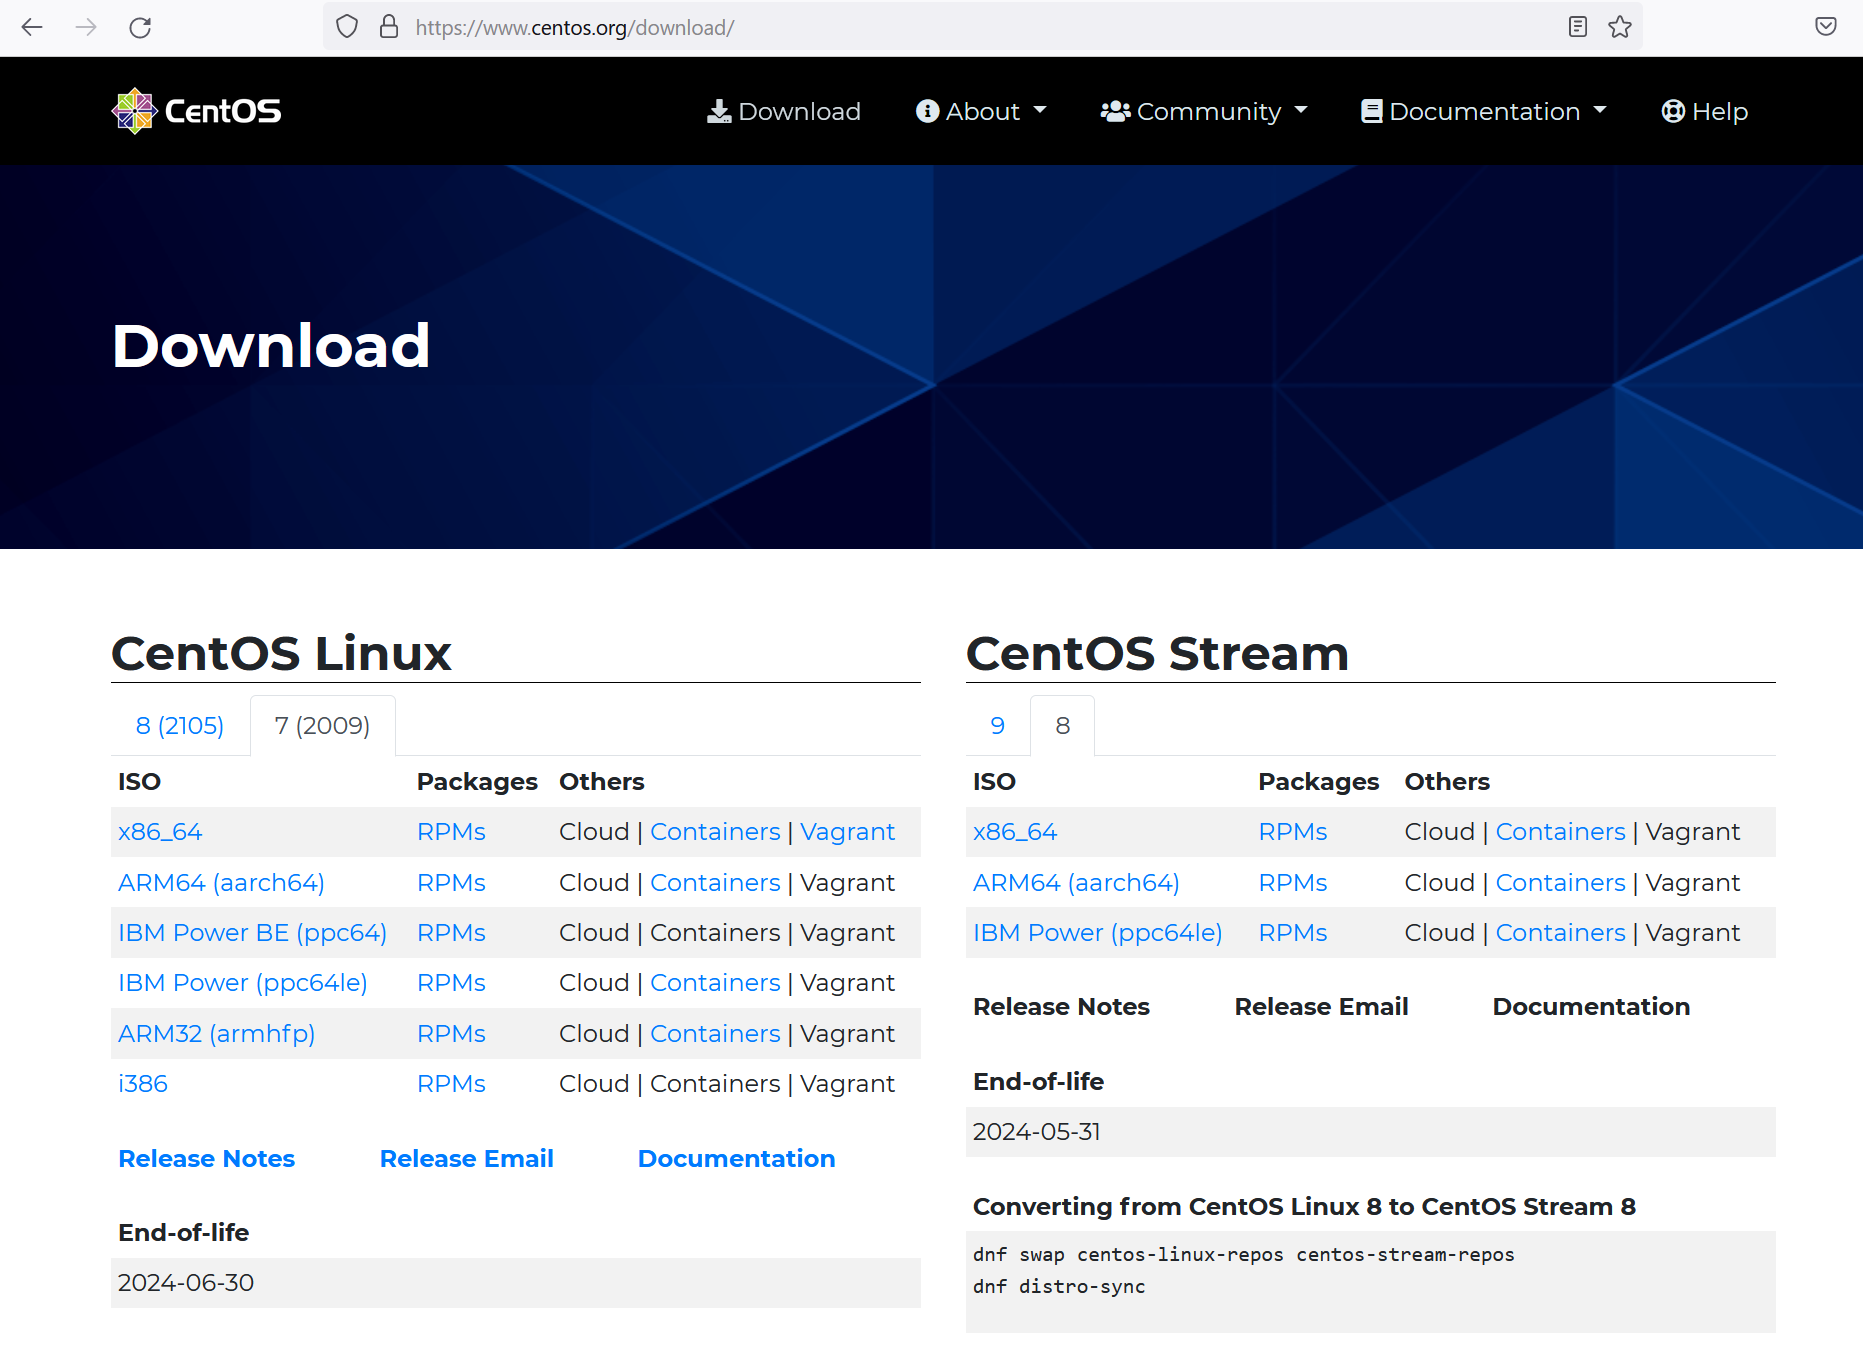 https://www.centos.org/download/
CentOS
Download
About
Community
Documentation
Help
Download
CentOS Linux
8 (2105)
7 (2009)
ISO Packages Others
x86_64 RPMs Cloud | Containers | Vagrant
ARM64 (aarch64) RPMs Cloud | Containers | Vagrant
IBM Power BE (ppc64) RPMs Cloud | Containers | Vagrant
IBM Power (ppc64le) RPMs Cloud | Containers | Vagrant
ARM32 (armhfp) RPMs Cloud | Containers | Vagrant
i386 RPMs Cloud | Containers | Vagrant
Release Notes Release Email Documentation
End-of-life
2024-06-30
CentOS Stream
9
8
ISO Packages Others
x86_64 RPMs Cloud | Containers | Vagrant
ARM64 (aarch64) RPMs Cloud | Containers | Vagrant
IBM Power (ppc64le) RPMs Cloud | Containers | Vagrant
Release Notes Release Email Documentation
End-of-life
2024-05-31
Converting from CentOS Linux 8 to CentOS Stream 8
dnf swap centos-linux-repos centos-stream-repos
dnf distro-sync